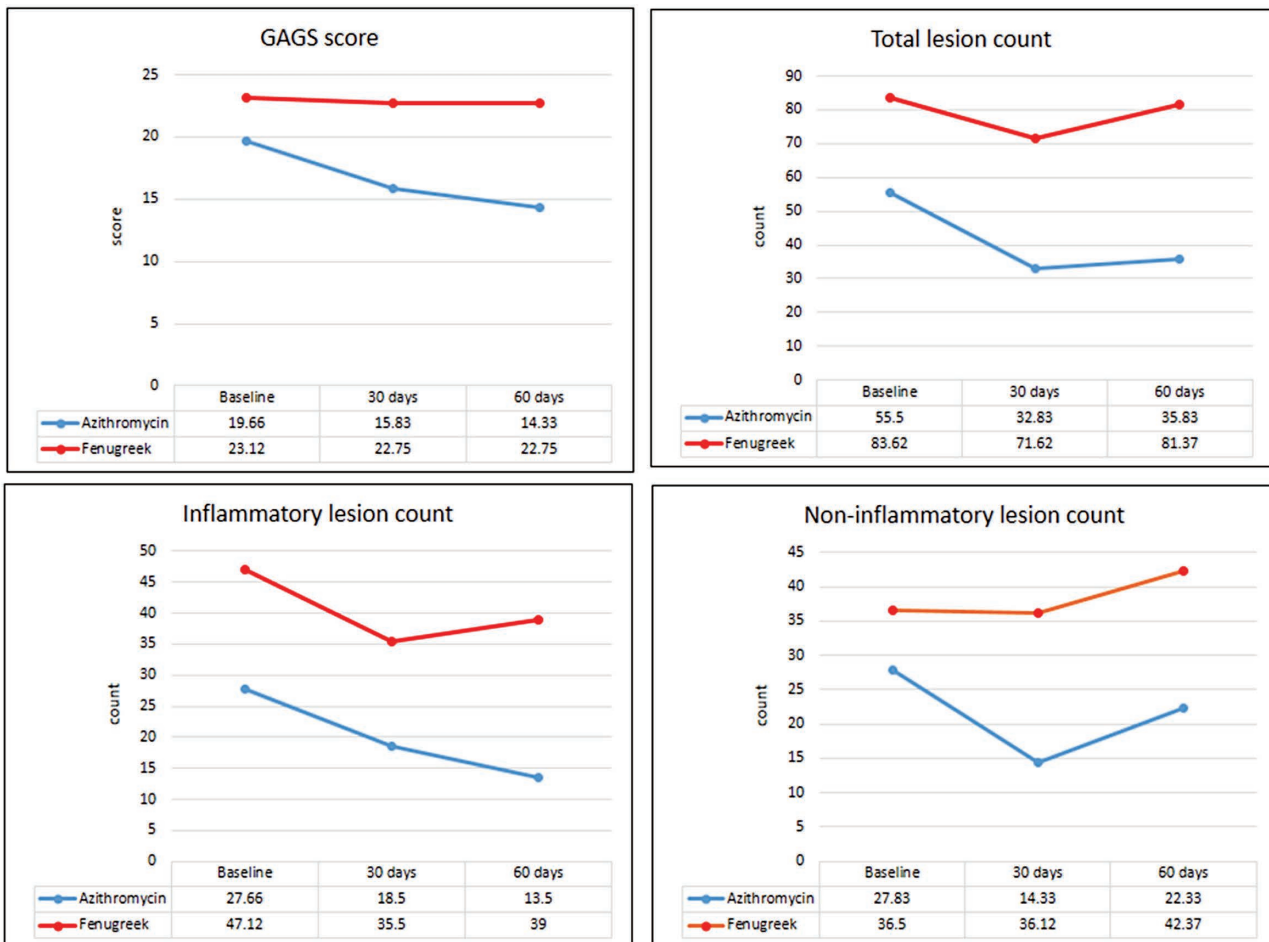 GAGS score
25
20
15
10
5
0
score
Baseline 30 days 60 days
Azithromycin 19.66 15.83 14.33
Fenugreek 23.12 22.75 22.75
Total lesion count
90
80
70
60
50
40
30
20
10
0
count
Baseline 30 days 60 days
Azithromycin 55.5 32.83 35.83
Fenugreek 83.62 71.62 81.37
Inflammatory lesion count
50
45
40
35
30
25
20
15
10
5
0
count
Baseline 30 days 60 days
Azithromycin 27.66 18.5 13.5
Fenugreek 47.12 35.5 39
Non-inflammatory lesion count
45
40
35
30
25
20
15
10
5
0
count
Baseline 30 days 60 days
Azithromycin 27.83 14.33 22.33
Fenugreek 36.5 36.12 42.37